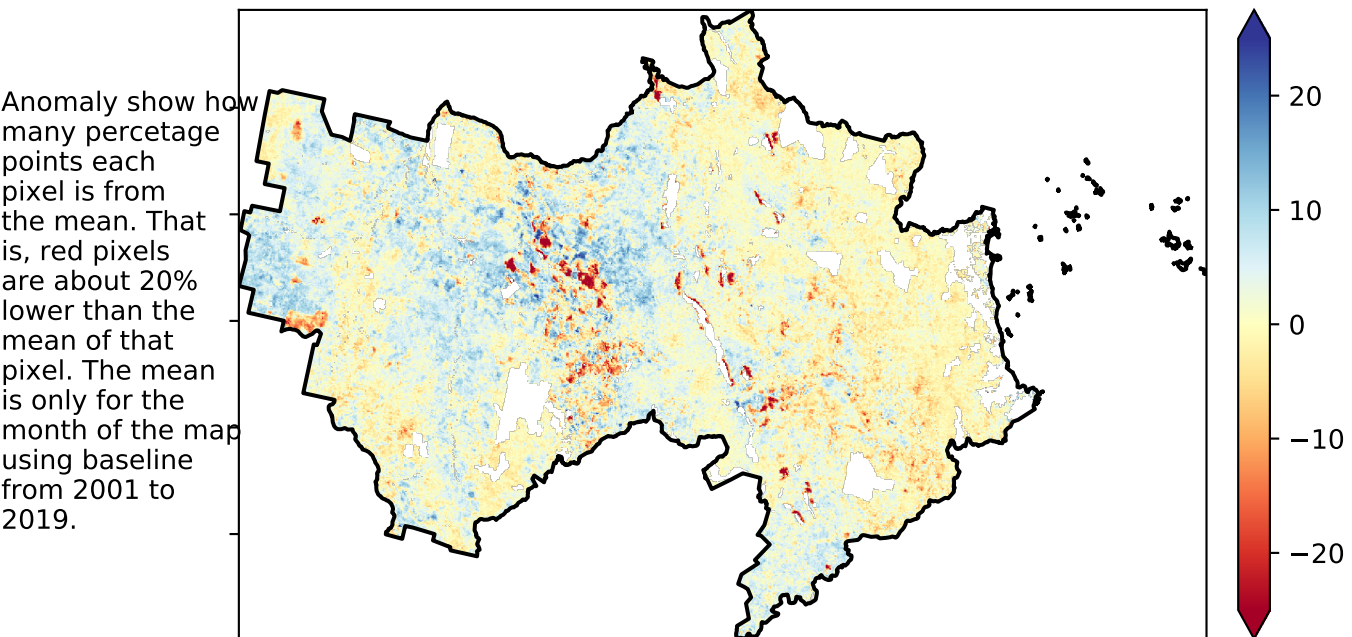 Anomaly show how
many percetage
points each
pixel is from
the mean. That
is, red pixels
are about 20%
lower than the
mean of that
pixel. The mean
is only for the
month of the map
using baseline
from 2001 to
2019.
20
10
0
−10
−20